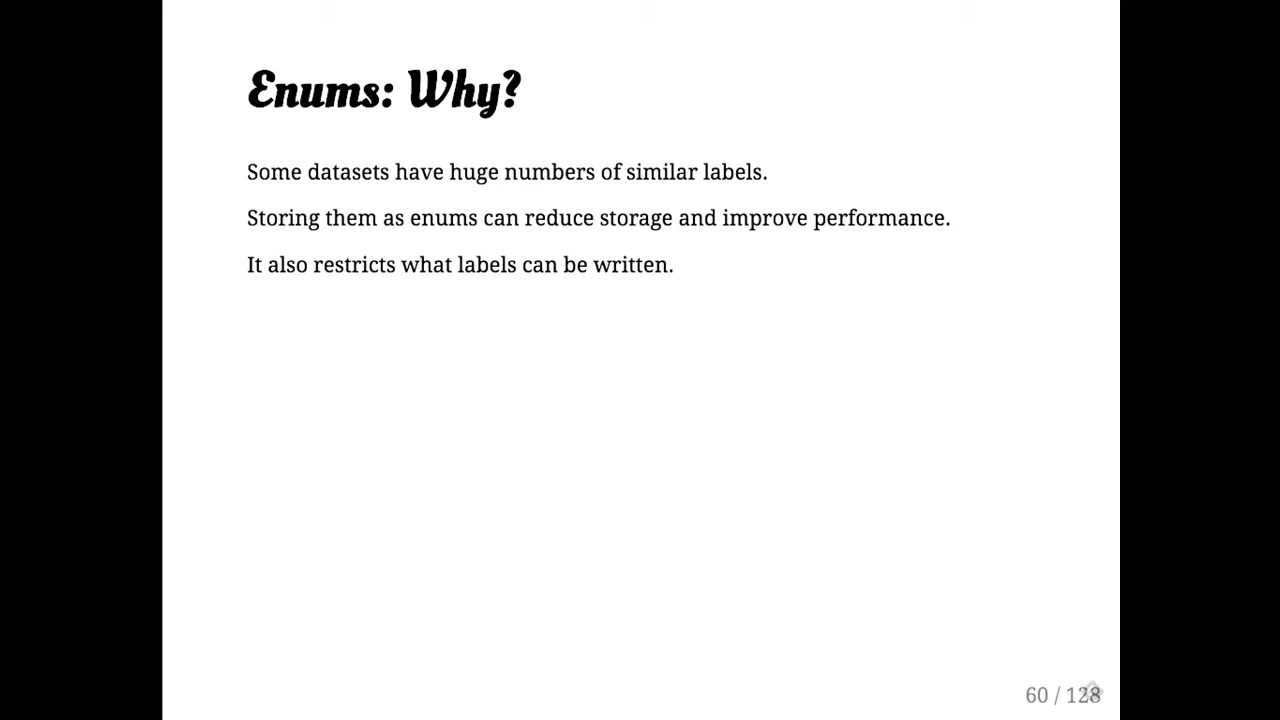 Enums: Why?
Some datasets have huge numbers of similar labels.
Storing them as enums can reduce storage and improve performance.
It also restricts what labels can be written.
60 / 128